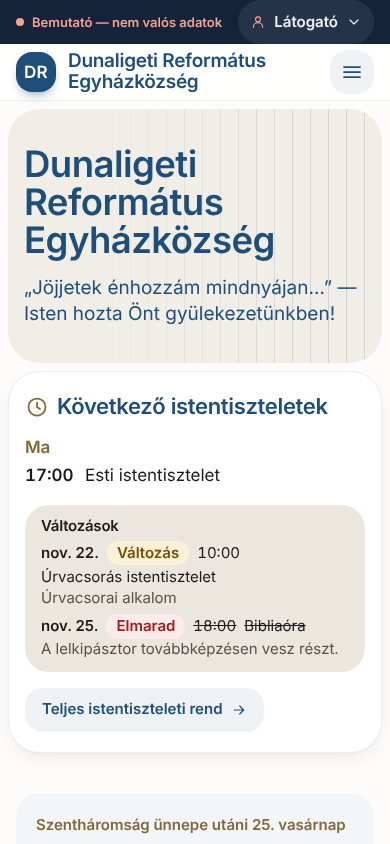 Bemutató — nem valós adatok
Látogató
DR
Dunaligeti Református
Egyházközség
Dunaligeti
Református
Egyházközség
„Jöjjetek énhozzám mindnyájan…” —
Isten hozta Önt gyülekezetünkben!
Következő istentiszteletek
Ma
17:00 Esti istentisztelet
Változások
nov. 22. Változás 10:00
Úrvacsorás istentisztelet
Úrvacsorai alkalom
nov. 25. Elmarad 18:00 Bibliaóra
A lelkipásztor továbbképzésen vesz részt.
Teljes istentiszteleti rend →
Szentháromság ünnepe utáni 25. vasárnap